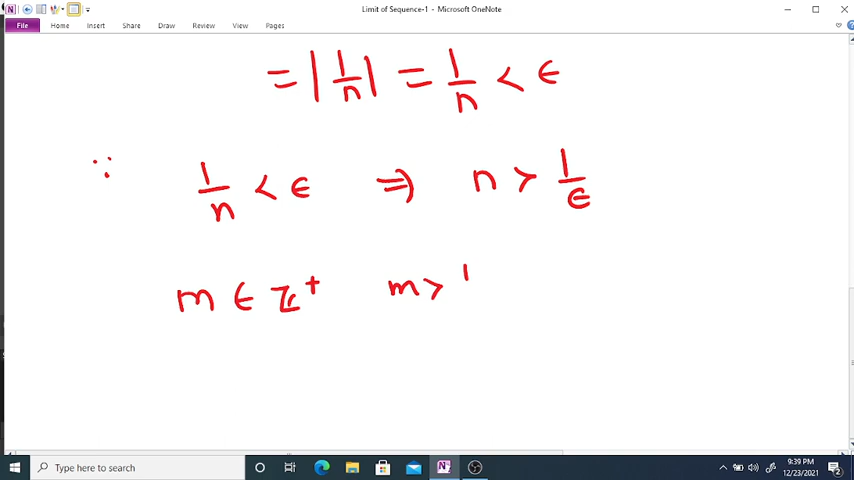 Limit of Sequence-1 - Microsoft OneNote
File Home Insert Share Draw Review View Pages
= |1/n| = 1/n < ϵ
∵ 1/n < ϵ ⇒ n > 1/ϵ
m ∈ ℤ⁺ m > 1
Type here to search
9:39 PM
12/23/2021
2